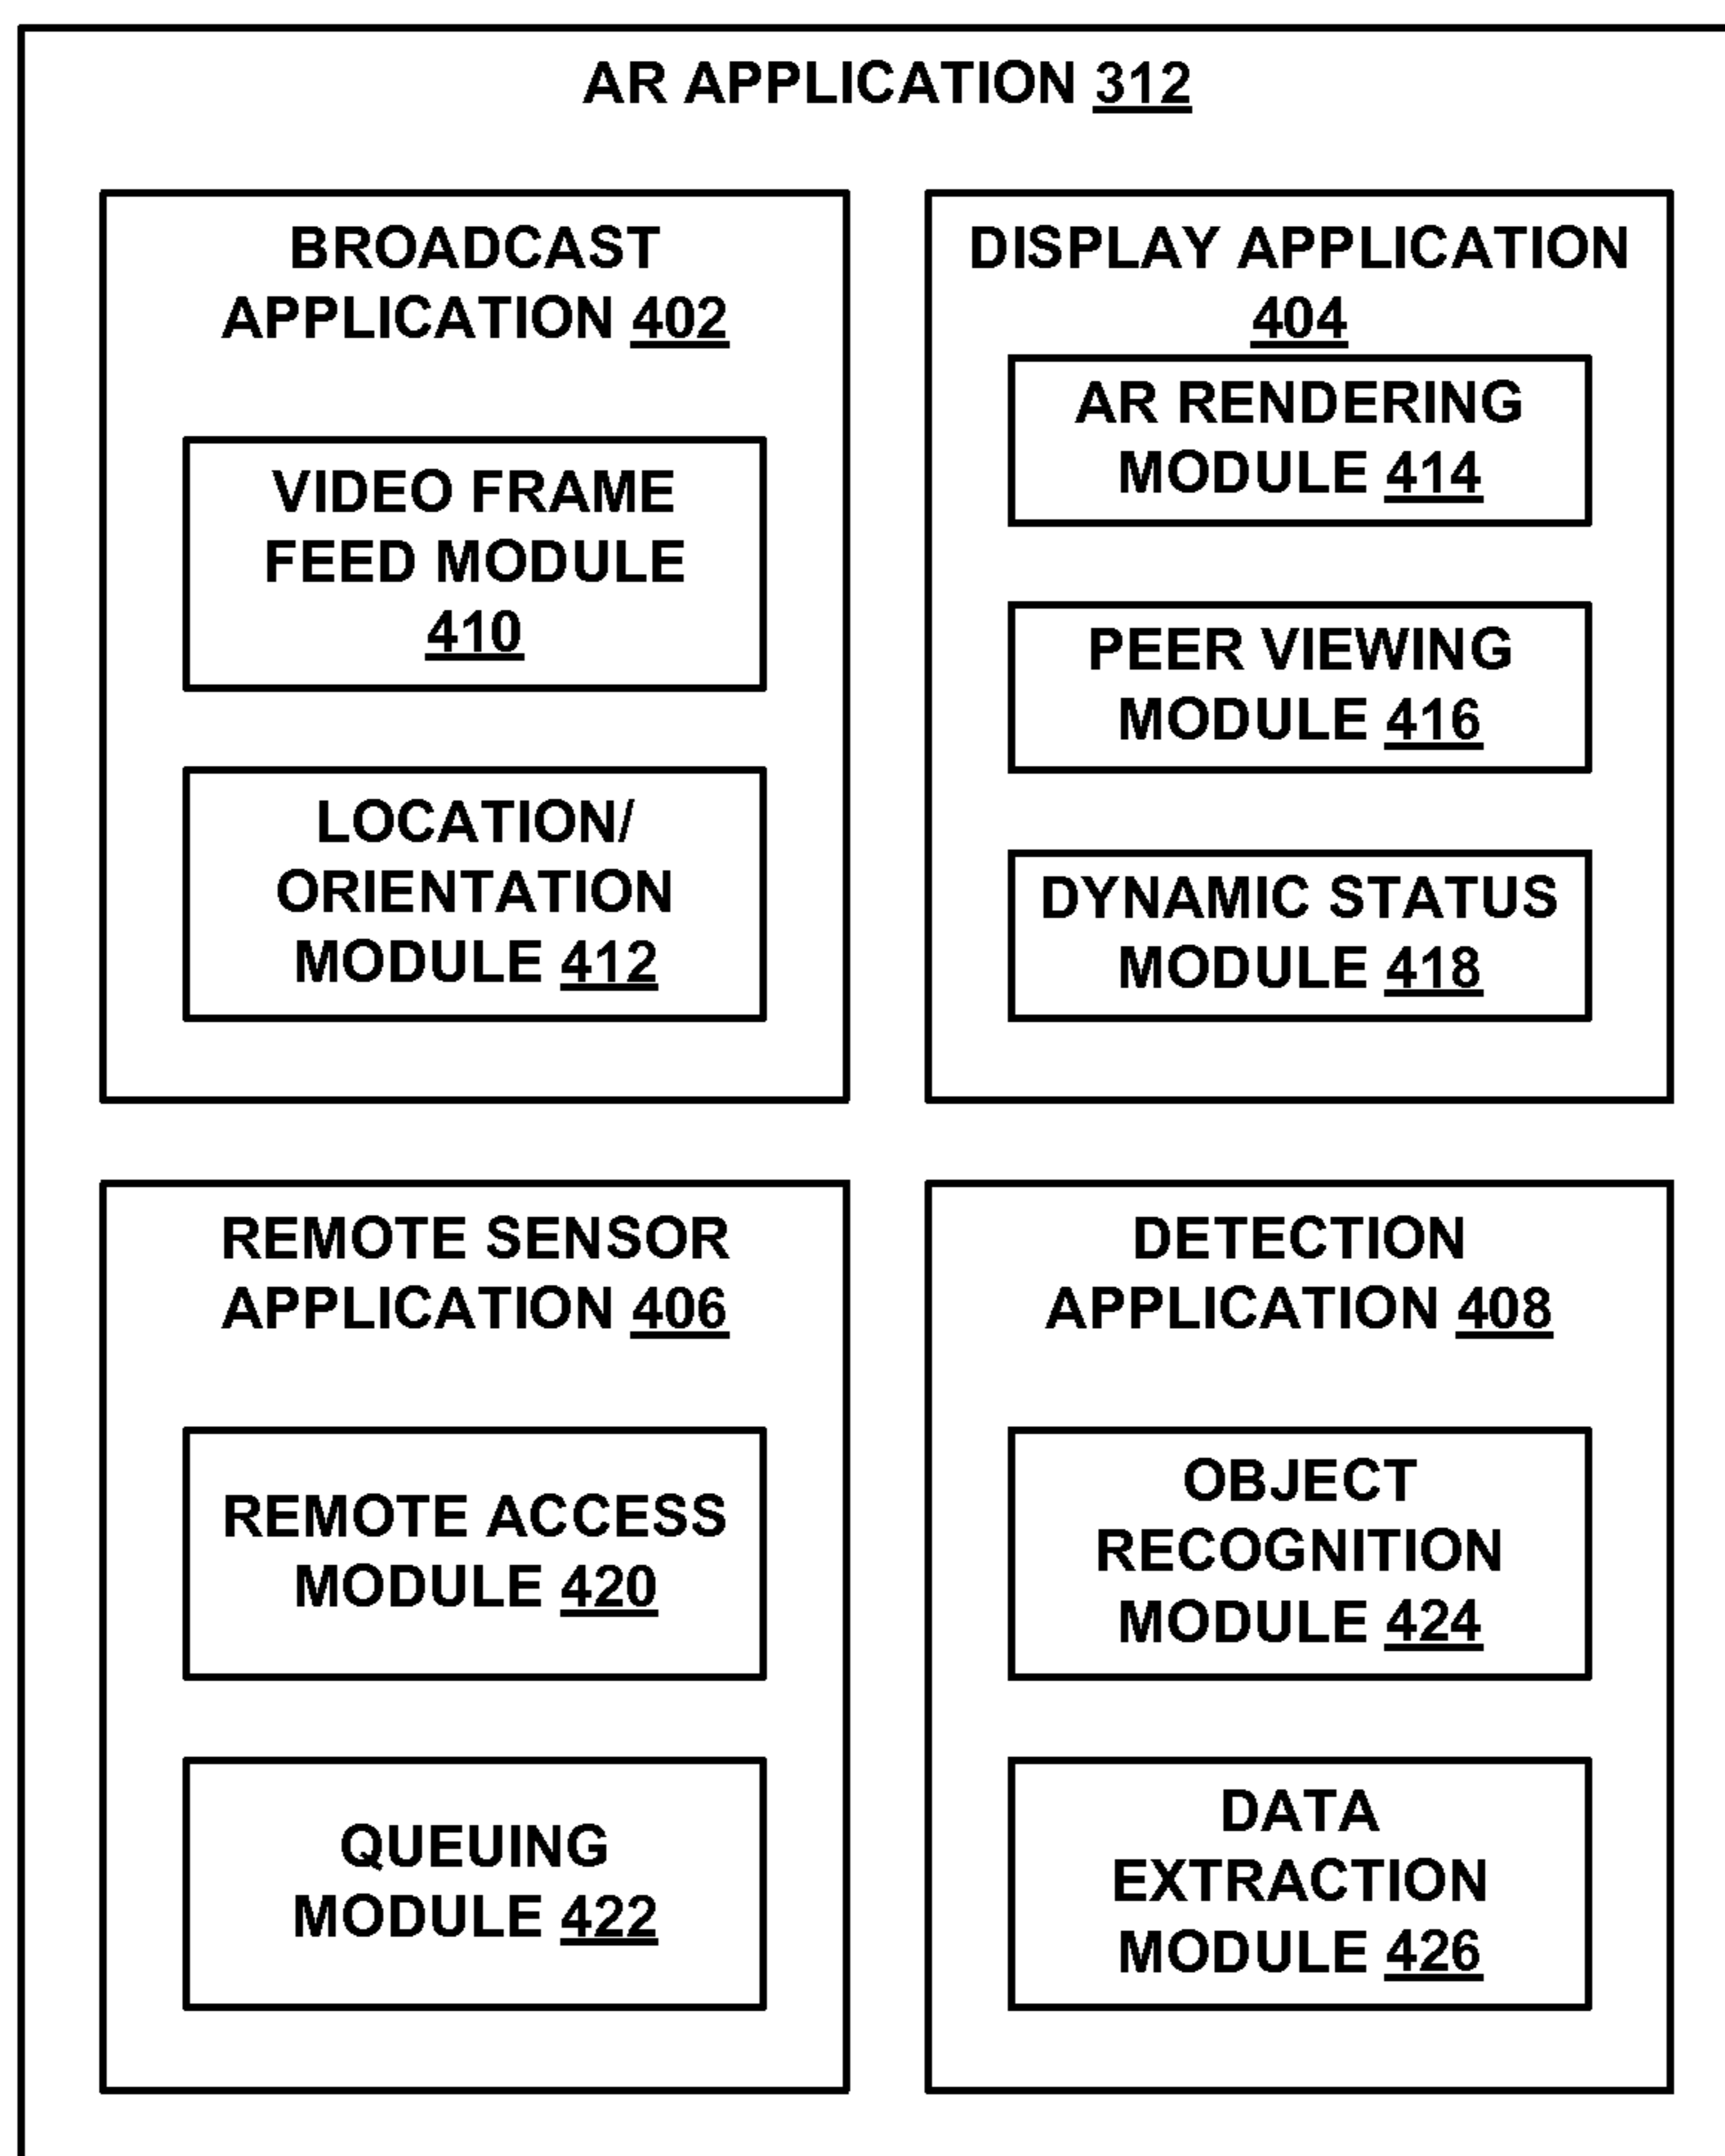 AR APPLICATION 312
BROADCAST
APPLICATION 402
VIDEO FRAME
FEED MODULE
410
LOCATION/
ORIENTATION
MODULE 412
DISPLAY APPLICATION
404
AR RENDERING
MODULE 414
PEER VIEWING
MODULE 416
DYNAMIC STATUS
MODULE 418
REMOTE SENSOR
APPLICATION 406
REMOTE ACCESS
MODULE 420
QUEUING
MODULE 422
DETECTION
APPLICATION 408
OBJECT
RECOGNITION
MODULE 424
DATA
EXTRACTION
MODULE 426